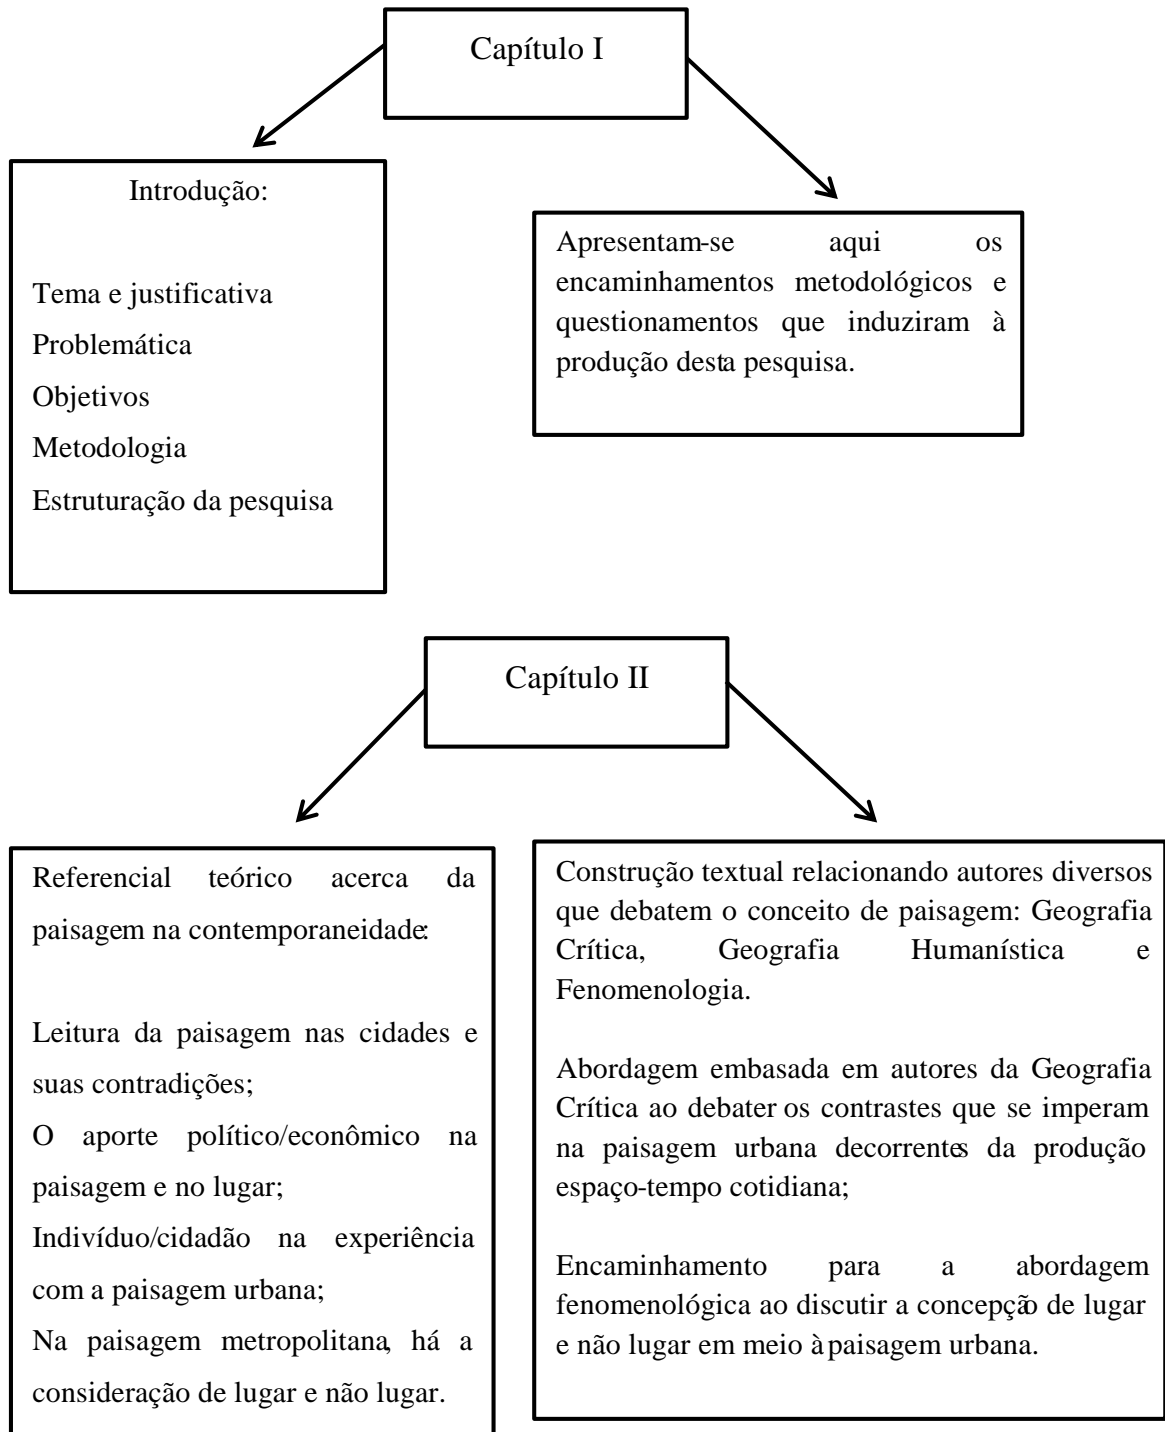 Capítulo I
Introdução:
Tema e justificativa
Problemática
Objetivos
Metodologia
Estruturação da pesquisa
Apresentam-se aqui os
encaminhamentos metodológicos e
questionamentos que induziram à
produção desta pesquisa.
Capítulo II
Referencial teórico acerca da
paisagem na contemporaneidade:
Leitura da paisagem nas cidades e
suas contradições;
O aporte político/econômico na
paisagem e no lugar;
Indivíduo/cidadão na experiência
com a paisagem urbana;
Na paisagem metropolitana, há a
consideração de lugar e não lugar.
Construção textual relacionando autores diversos
que debatem o conceito de paisagem: Geografia
Crítica, Geografia Humanística e
Fenomenologia.
Abordagem embasada em autores da Geografia
Crítica ao debater os contrastes que se imperam
na paisagem urbana decorrentes da produção
espaço-tempo cotidiana;
Encaminhamento para a abordagem
fenomenológica ao discutir a concepção de lugar
e não lugar em meio à paisagem urbana.